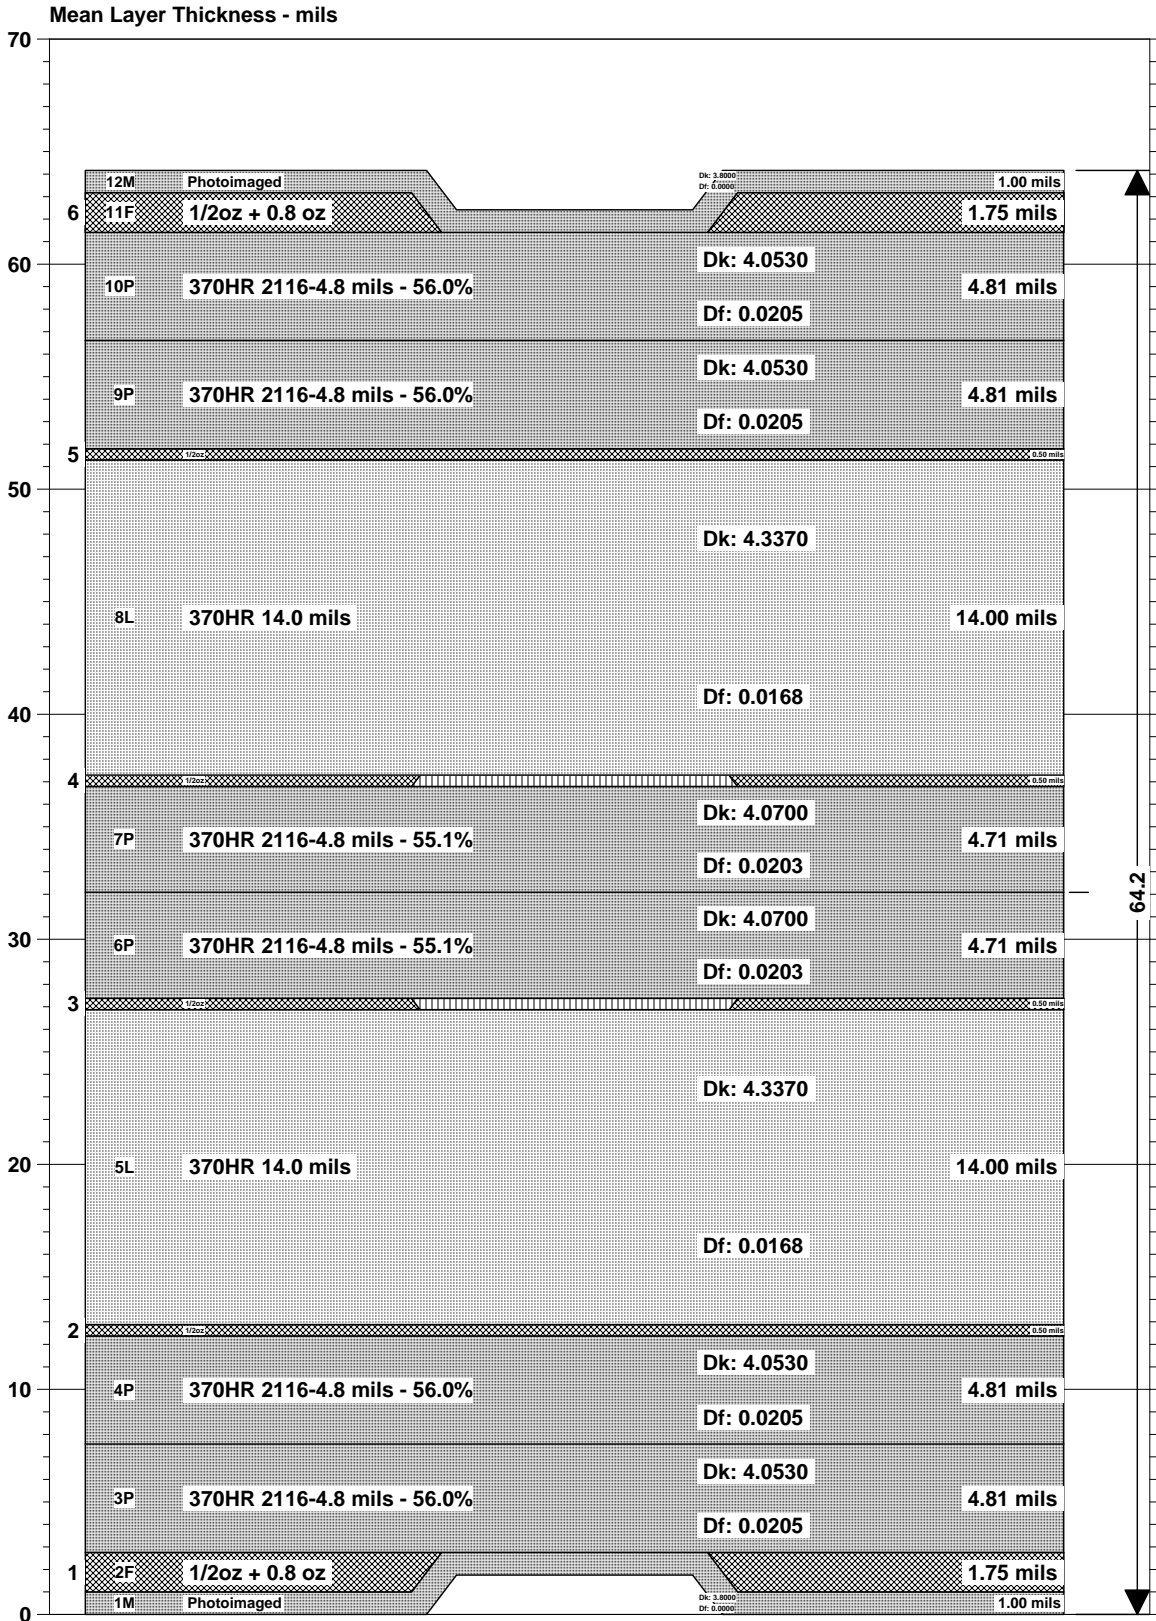 Mean Layer Thickness - mils
70
12M Photoimaged Dk: 3.8000 1.00 mils
Df: 0.0000
6 11F 1/2oz + 0.8 oz 1.75 mils
60
Dk: 4.0530
10P 370HR 2116-4.8 mils - 56.0% 4.81 mils
Df: 0.0205
Dk: 4.0530
9P 370HR 2116-4.8 mils - 56.0% 4.81 mils
Df: 0.0205
5 1/2oz 0.50 mils
50
Dk: 4.3370
8L 370HR 14.0 mils 14.00 mils
Df: 0.0168
40
4 1/2oz 0.50 mils
Dk: 4.0700
7P 370HR 2116-4.8 mils - 55.1% 4.71 mils
Df: 0.0203
64.2
Dk: 4.0700
30
6P 370HR 2116-4.8 mils - 55.1% 4.71 mils
Df: 0.0203
3 1/2oz 0.50 mils
Dk: 4.3370
20
5L 370HR 14.0 mils 14.00 mils
Df: 0.0168
2 1/2oz 0.50 mils
Dk: 4.0530
10
4P 370HR 2116-4.8 mils - 56.0% 4.81 mils
Df: 0.0205
Dk: 4.0530
3P 370HR 2116-4.8 mils - 56.0% 4.81 mils
Df: 0.0205
1 2F 1/2oz + 0.8 oz 1.75 mils
1M Photoimaged Dk: 3.8000 1.00 mils
Df: 0.0000
0